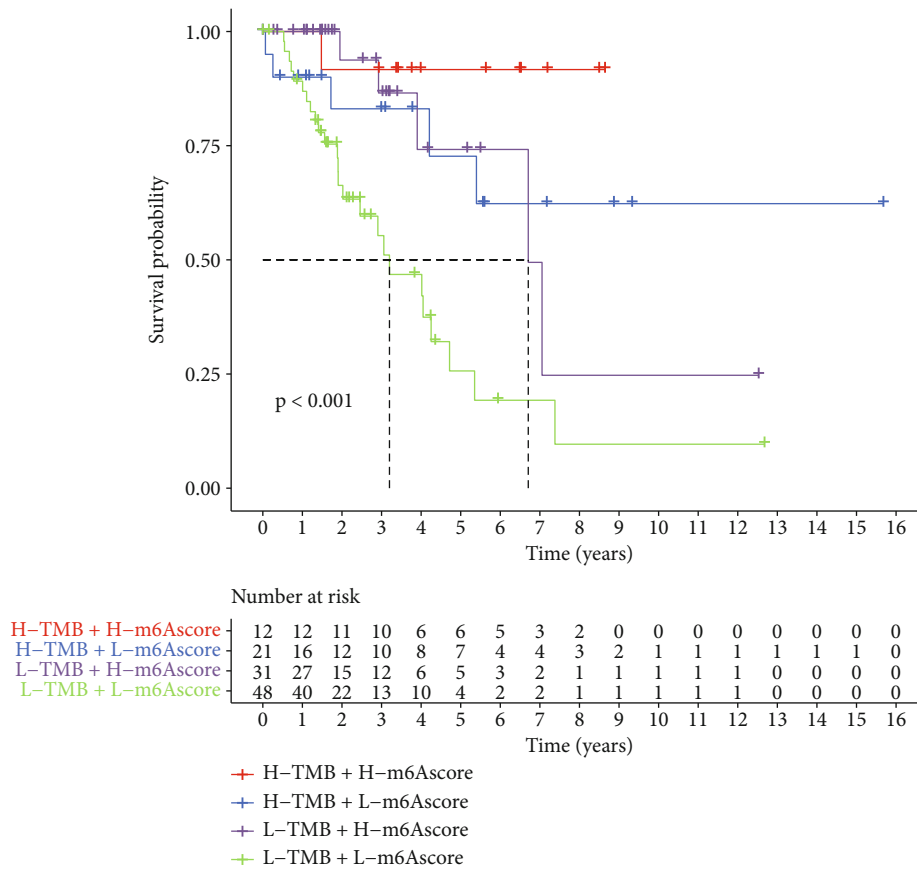 1.00
0.75
0.50
0.25
0.00
Survival probability
p < 0.001
0 1 2 3 4 5 6 7 8 9 10 11 12 13 14 15 16
Time (years)
Number at risk
H−TMB + H−m6Ascore 12 12 11 10 6 6 5 3 2 0 0 0 0 0 0 0 0
H−TMB + L−m6Ascore 21 16 12 10 8 7 4 4 3 2 1 1 1 1 1 1 0
L−TMB + H−m6Ascore 31 27 15 12 6 5 3 2 1 1 1 1 1 0 0 0 0
L−TMB + L−m6Ascore 48 40 22 13 10 4 2 2 1 1 1 1 1 0 0 0 0
0 1 2 3 4 5 6 7 8 9 10 11 12 13 14 15 16
Time (years)
H−TMB + H−m6Ascore
H−TMB + L−m6Ascore
L−TMB + H−m6Ascore
L−TMB + L−m6Ascore